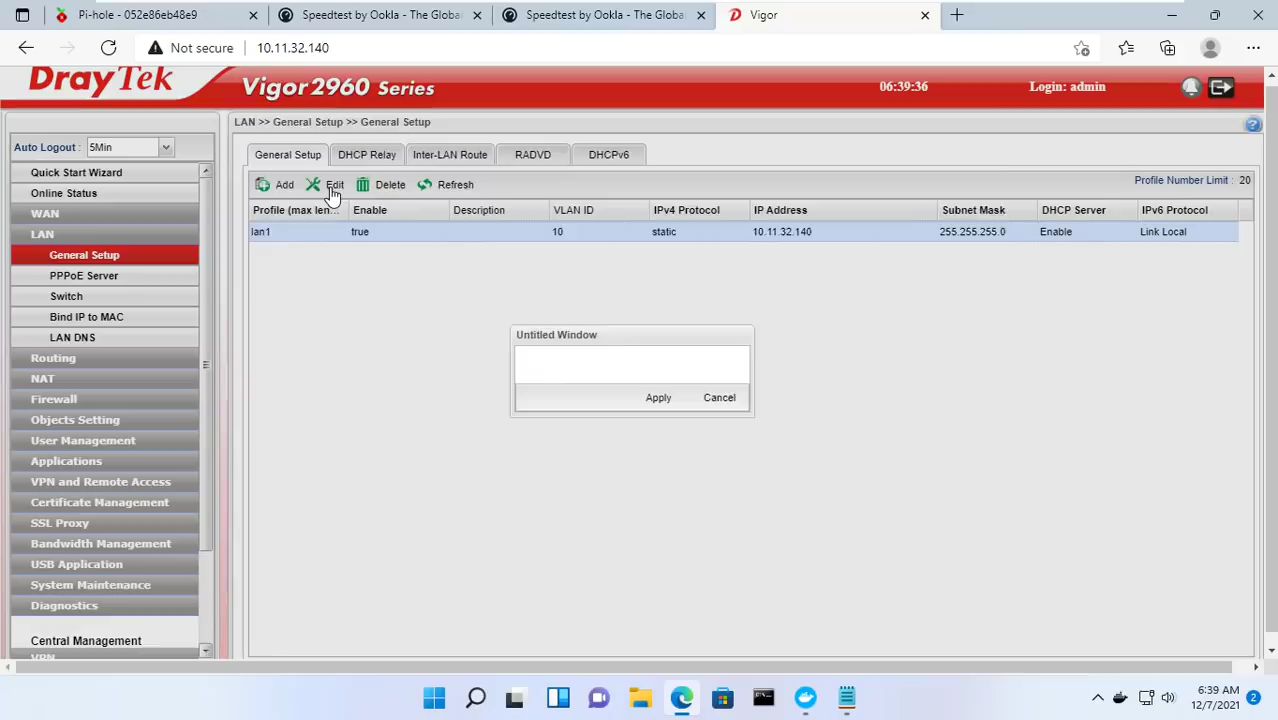 Pi-hole - 052e86eb48e9
Speedtest by Ookla - The Global
Speedtest by Ookla - The Global
Vigor
Not secure
10.11.32.140
DrayTek
Vigor2960 Series
06:39:36
Login: admin
Auto Logout :
5Min
LAN >> General Setup >> General Setup
General Setup
DHCP Relay
Inter-LAN Route
RADVD
DHCPv6
Add
Edit
Delete
Refresh
Profile Number Limit : 20
Profile (max len...
Enable
Description
VLAN ID
IPv4 Protocol
IP Address
Subnet Mask
DHCP Server
IPv6 Protocol
lan1
true
10
static
10.11.32.140
255.255.255.0
Enable
Link Local
Untitled Window
Apply
Cancel
Quick Start Wizard
Online Status
WAN
LAN
General Setup
PPPoE Server
Switch
Bind IP to MAC
LAN DNS
Routing
NAT
Firewall
Objects Setting
User Management
Applications
VPN and Remote Access
Certificate Management
SSL Proxy
Bandwidth Management
USB Application
System Maintenance
Diagnostics
Central Management
VPN
6:39 AM
12/7/2021
2